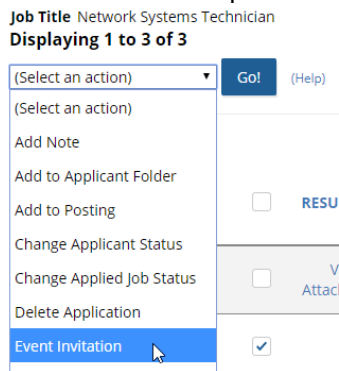 Job Title Network Systems Technician
Displaying 1 to 3 of 3
(Select an action) Go! (Help)
(Select an action)
Add Note
Add to Applicant Folder
Add to Posting
RESU
Change Applicant Status
Change Applied Job Status
V
Attac
Delete Application
Event Invitation